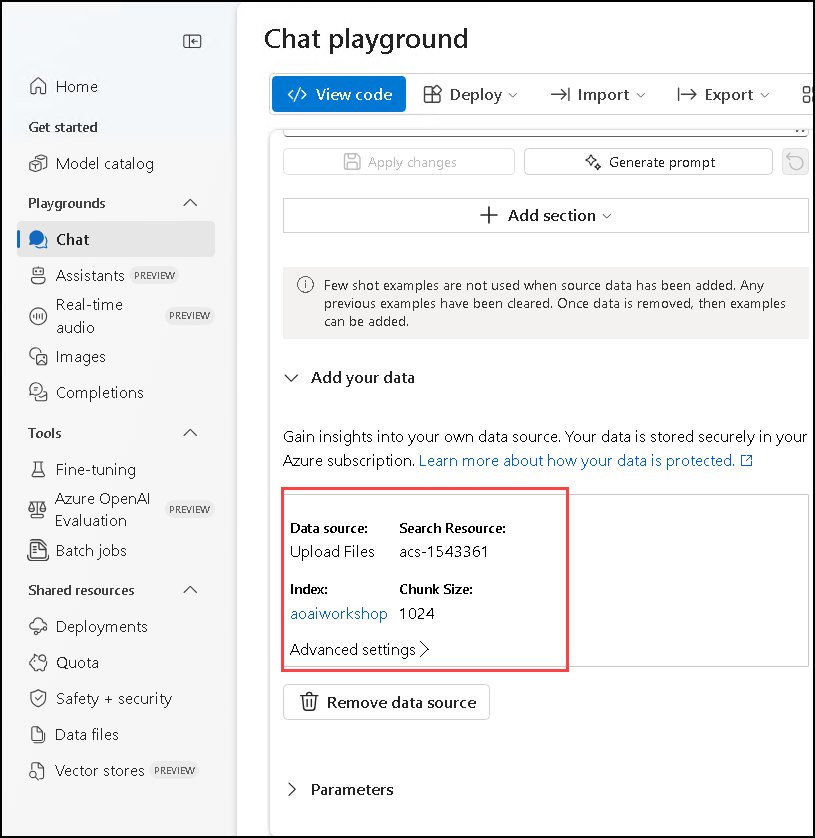 Home
Get started
Model catalog
Playgrounds
Chat
Assistants PREVIEW
Real-time
audio PREVIEW
Images
Completions
Tools
Fine-tuning
Azure OpenAI
Evaluation PREVIEW
Batch jobs
Shared resources
Deployments
Quota
Safety + security
Data files
Vector stores PREVIEW
Chat playground
</> View code Deploy Import Export
Apply changes Generate prompt
Add section
Few shot examples are not used when source data has been added. Any
previous examples have been cleared. Once data is removed, then examples
can be added.
Add your data
Gain insights into your own data source. Your data is stored securely in your
Azure subscription. Learn more about how your data is protected.
Data source: Search Resource:
Upload Files acs-1543361
Index: Chunk Size:
aoaiworkshop 1024
Advanced settings
Remove data source
Parameters